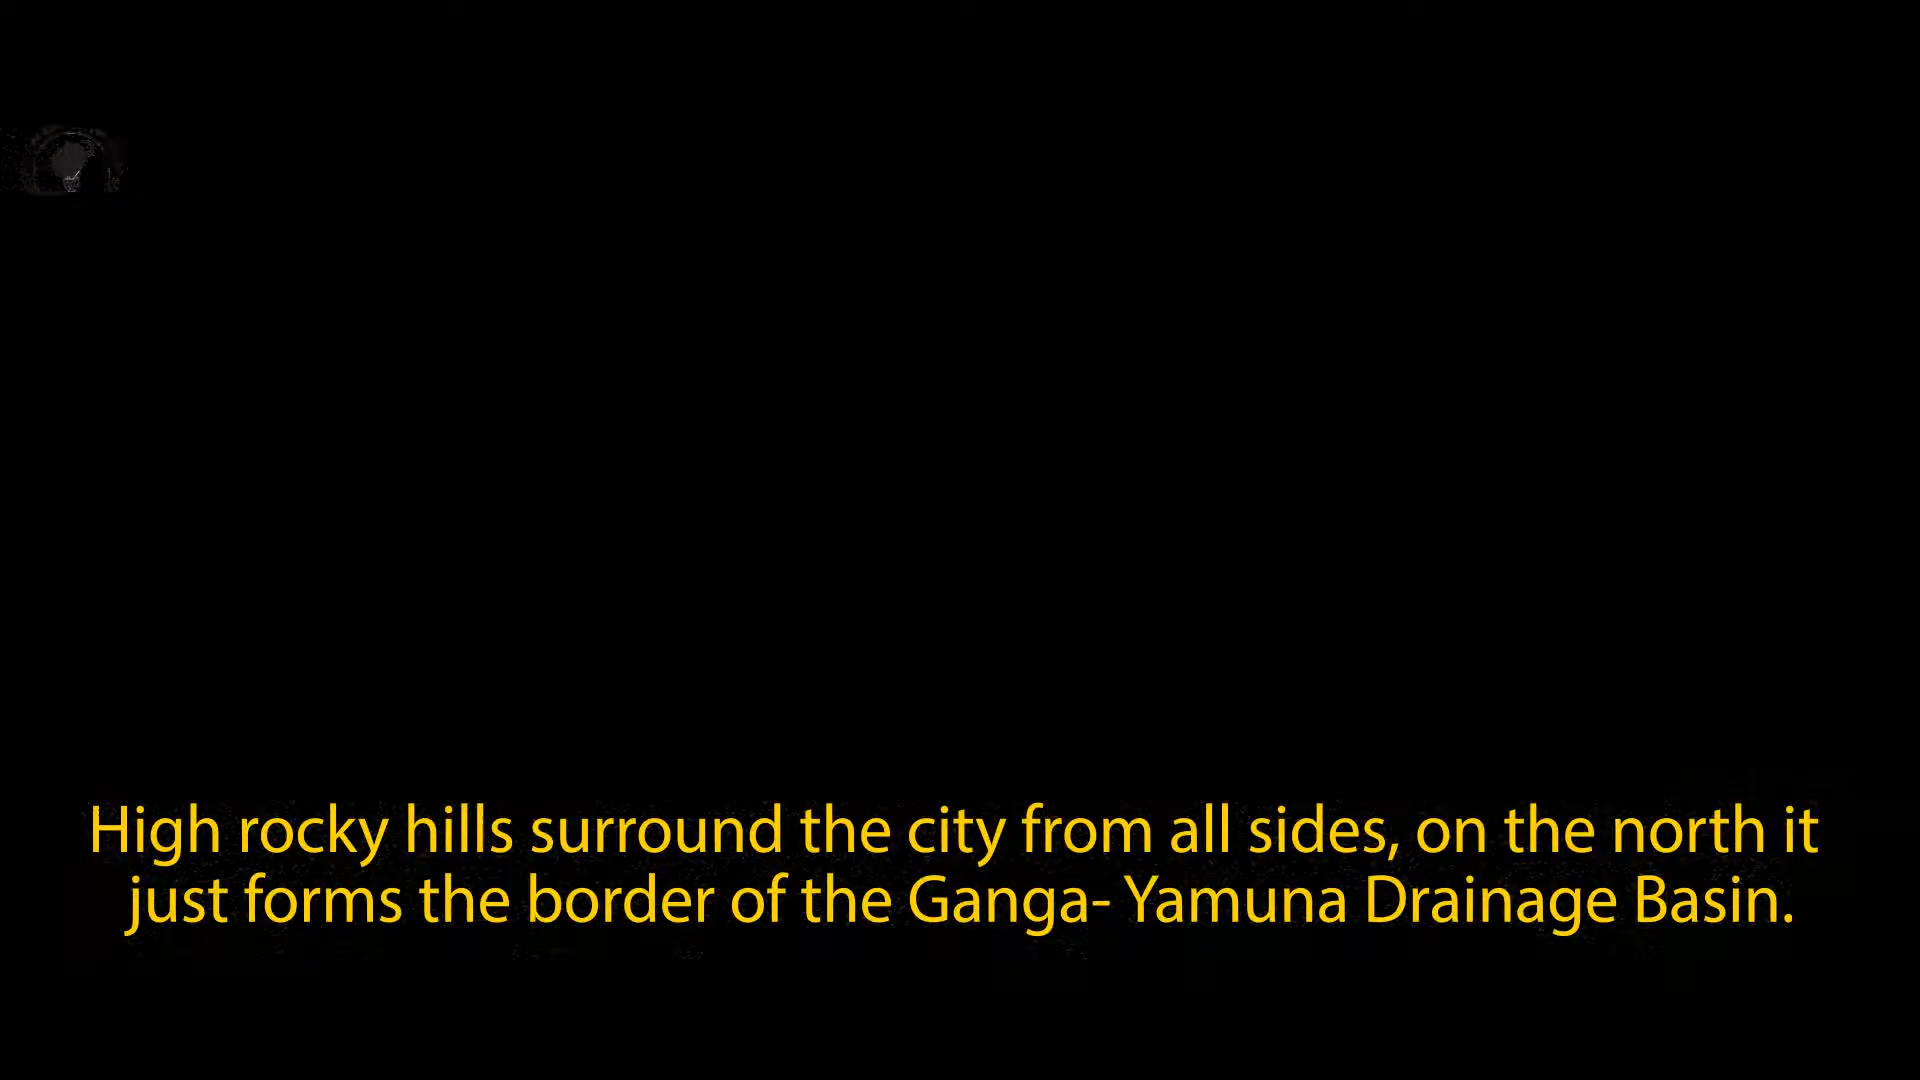 High rocky hills surround the city from all sides, on the north it
just forms the border of the Ganga- Yamuna Drainage Basin.